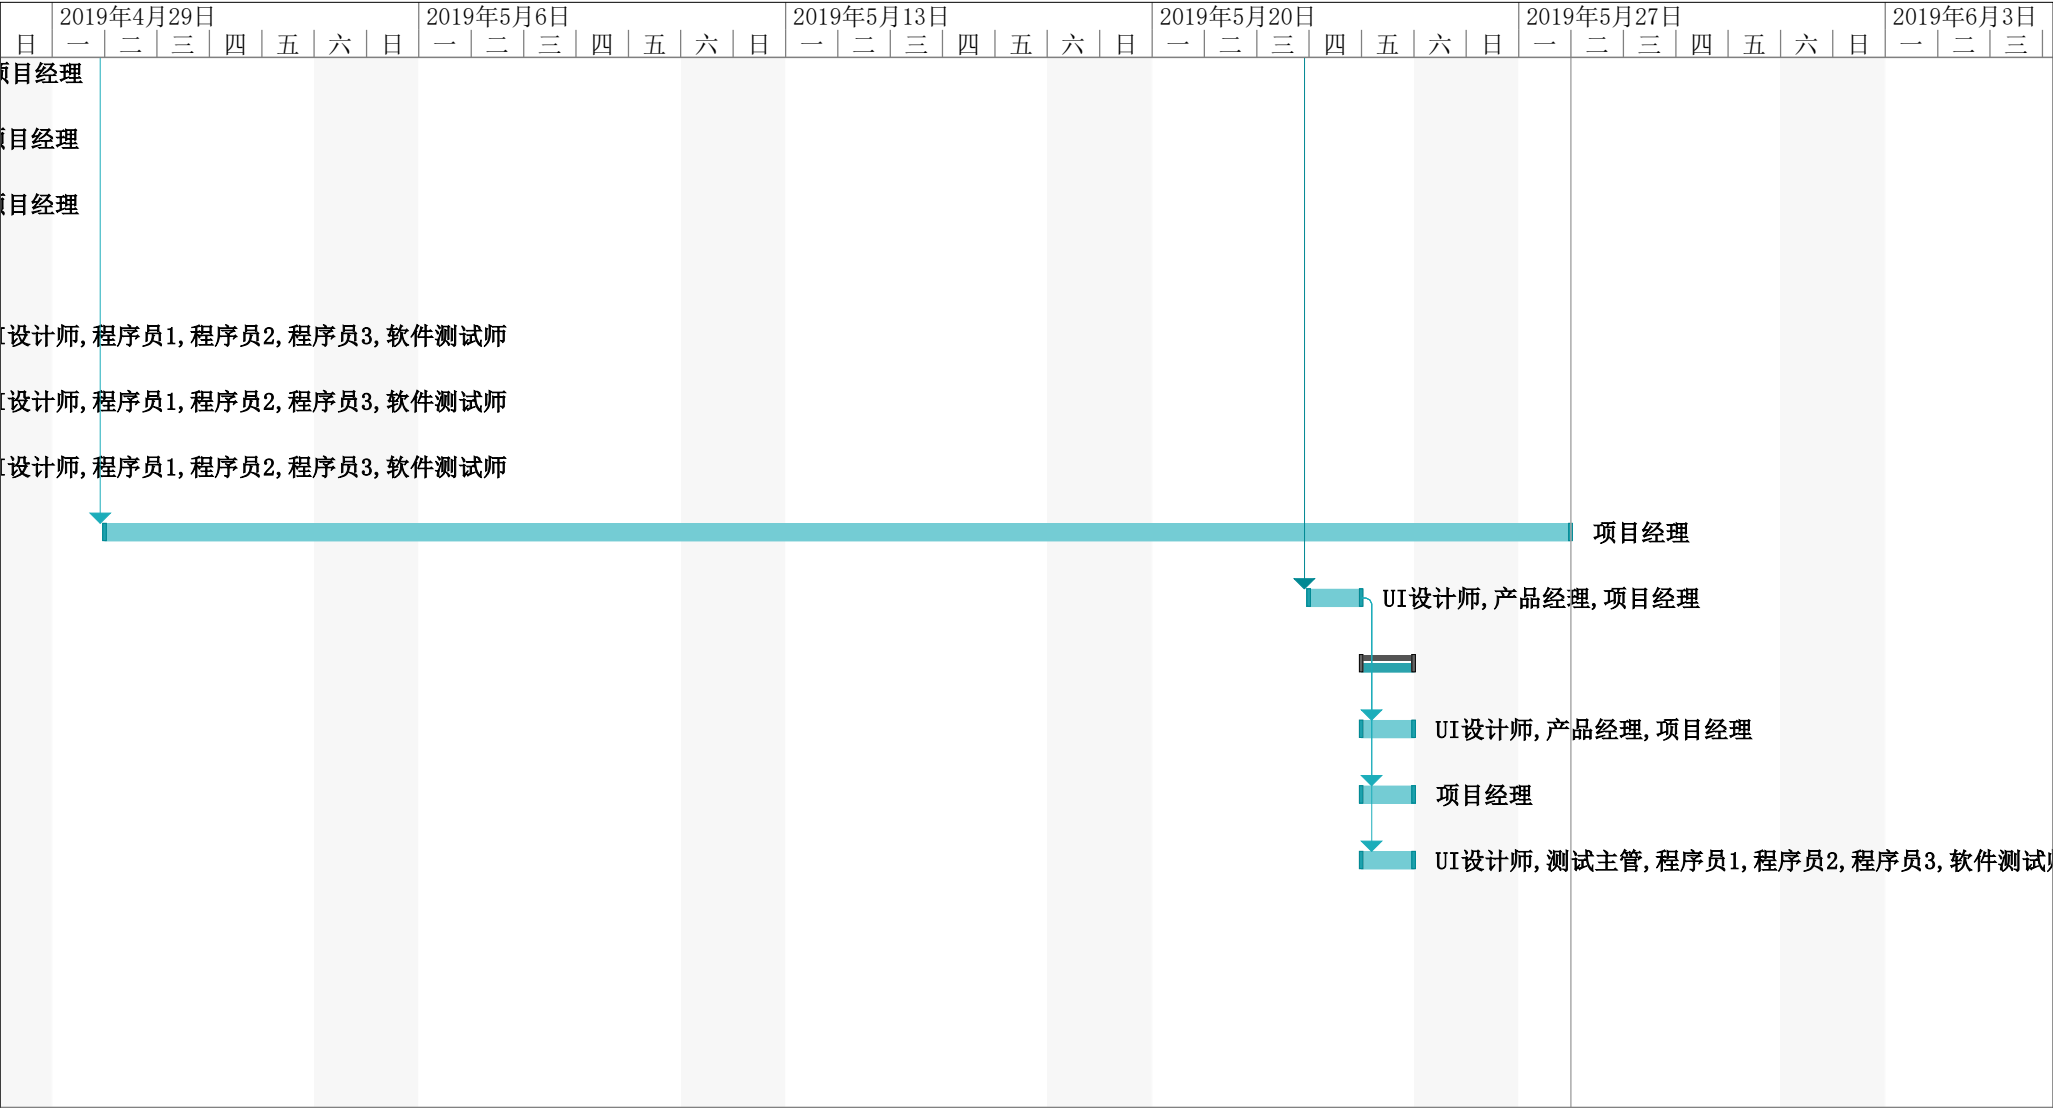 2019年4月29日 2019年5月6日 2019年5月13日 2019年5月20日 2019年5月27日 2019年6月3日
日 一 二 三 四 五 六 日 一 二 三 四 五 六 日 一 二 三 四 五 六 日 一 二 三 四 五 六 日 一 二 三 四 五 六 日 一 二 三
项目经理
项目经理
项目经理
I设计师,程序员1,程序员2,程序员3,软件测试师
I设计师,程序员1,程序员2,程序员3,软件测试师
I设计师,程序员1,程序员2,程序员3,软件测试师
项目经理
UI设计师,产品经理,项目经理
UI设计师,产品经理,项目经理
项目经理
UI设计师,测试主管,程序员1,程序员2,程序员3,软件测试师